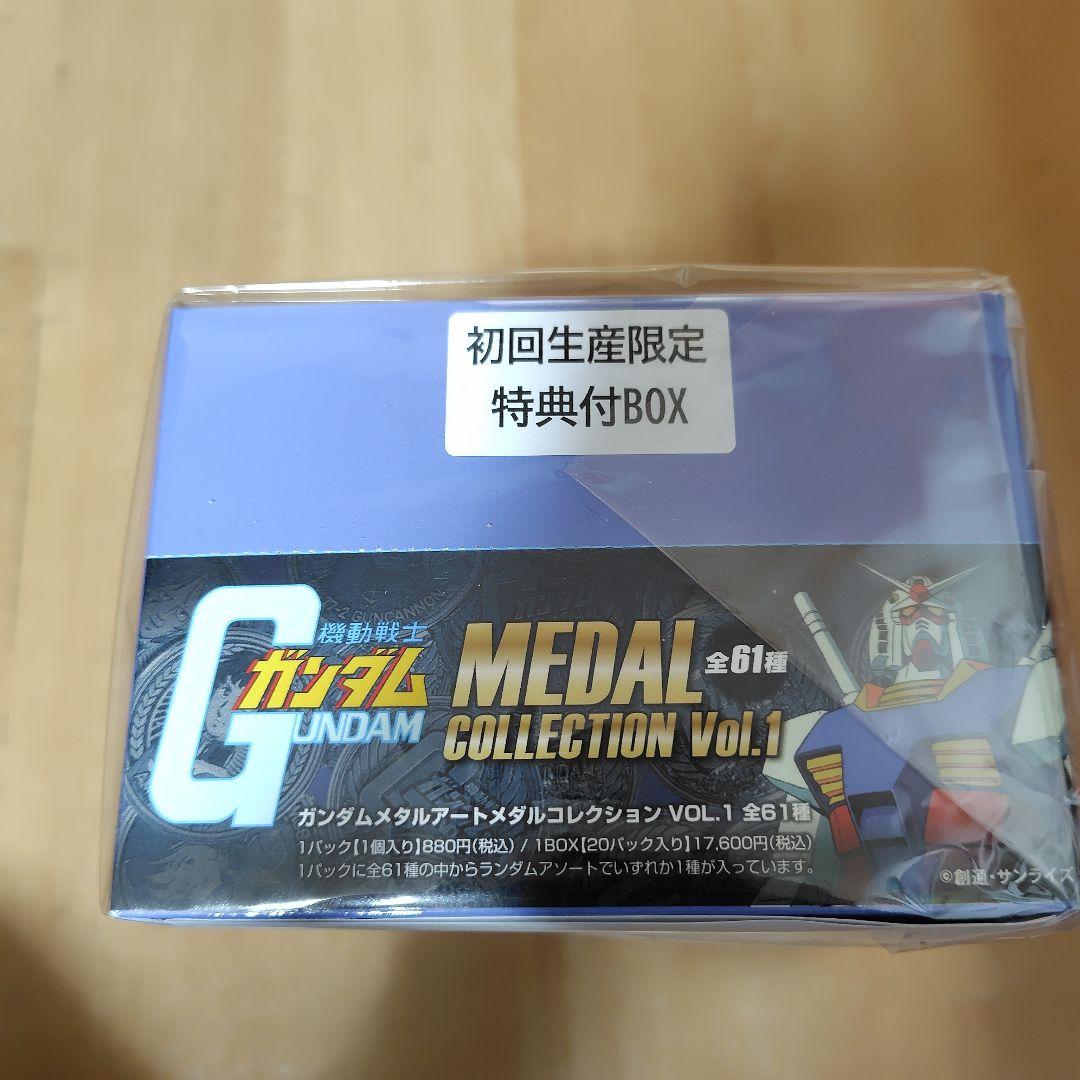 初回生産限定
特典付BOX
7-2 GUNCANNON
機動戦士
ガンダム
GUNDAM
MEDAL 全61種
COLLECTION Vol.1
ガンダムメタルアートメダルコレクション VOL.1 全61種
1パック【1個入り】880円(税込) / 1BOX【20パック入り】17,600円(税込)
1パックに全61種の中からランダムアソートでいずれか1種が入っています。
©創通・サンライズ